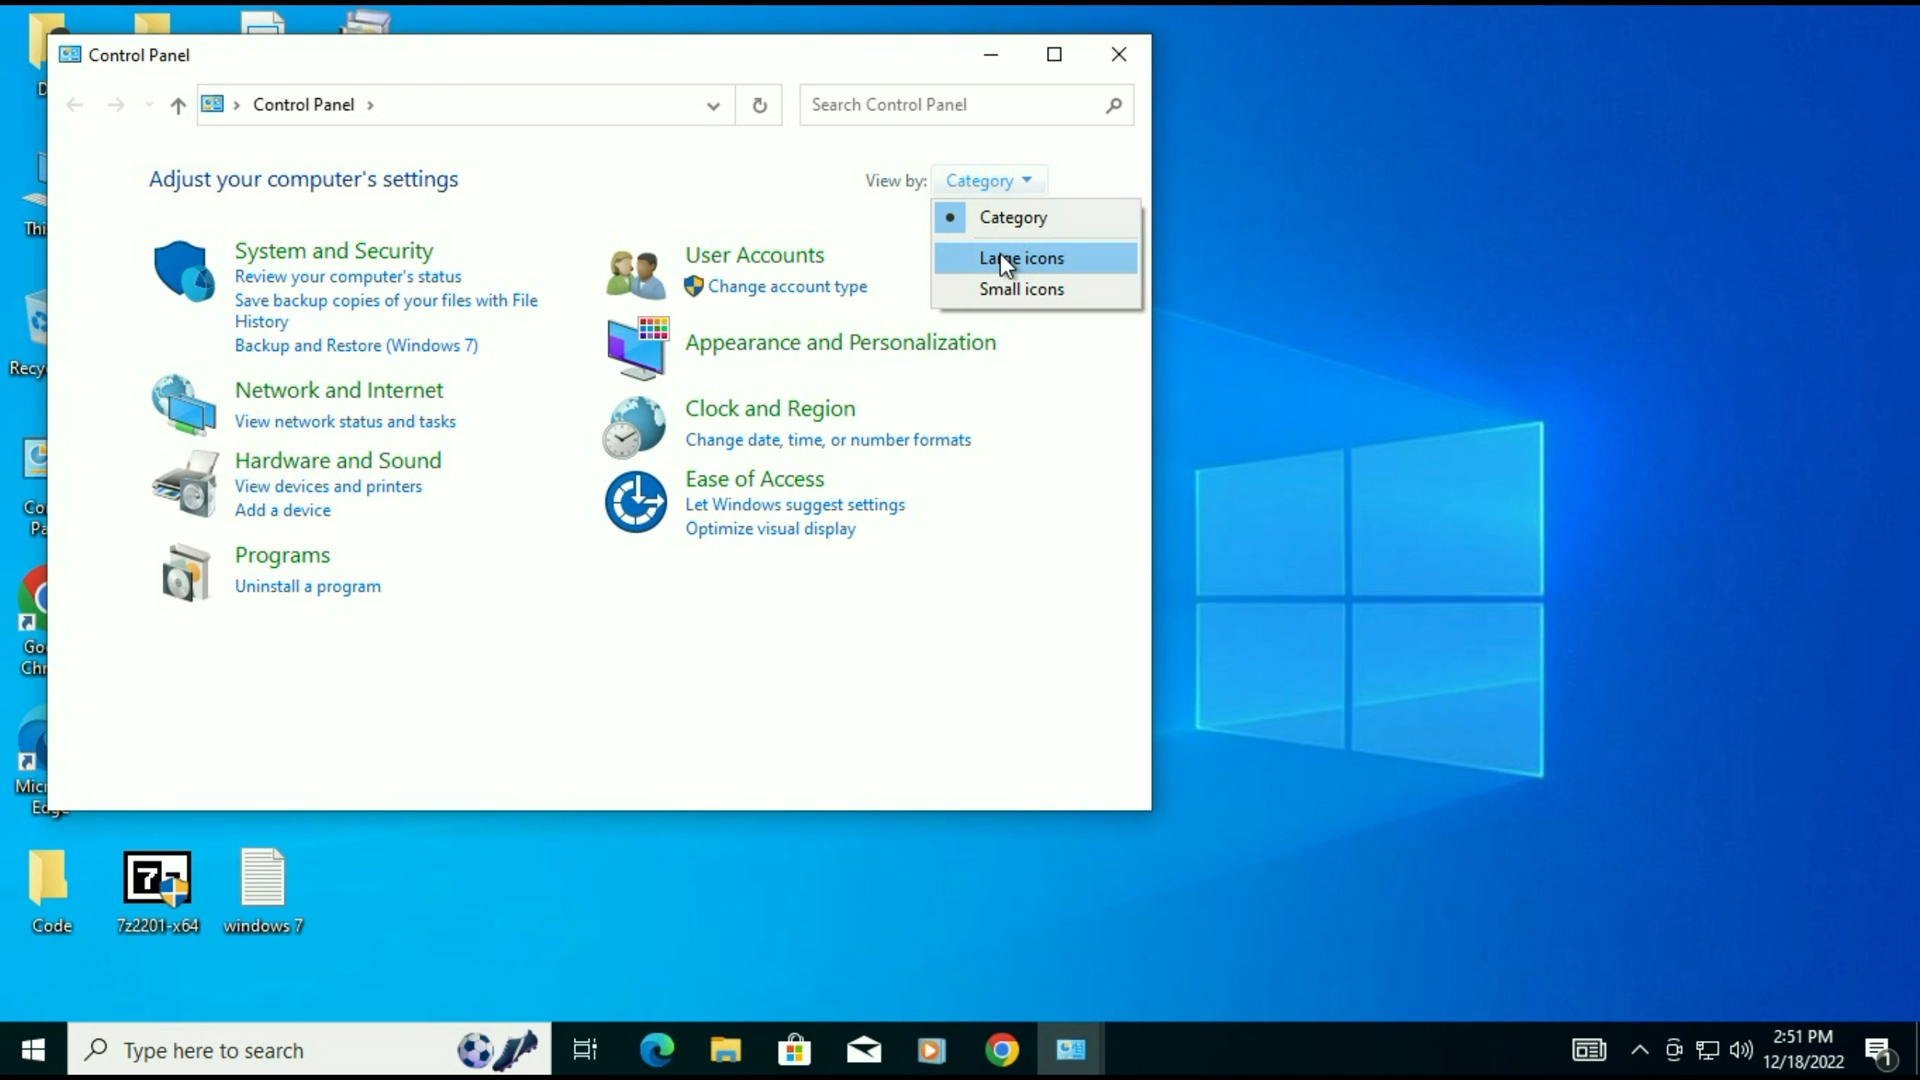 Control Panel
Control Panel
Search Control Panel
Adjust your computer's settings
View by:
Category
Category
Large icons
Small icons
System and Security
Review your computer's status
Save backup copies of your files with File
History
Backup and Restore (Windows 7)
Network and Internet
View network status and tasks
Hardware and Sound
View devices and printers
Add a device
Programs
Uninstall a program
User Accounts
Change account type
Appearance and Personalization
Clock and Region
Change date, time, or number formats
Ease of Access
Let Windows suggest settings
Optimize visual display
Code
7z2201-x64
windows 7
Type here to search
2:51 PM
12/18/2022
1